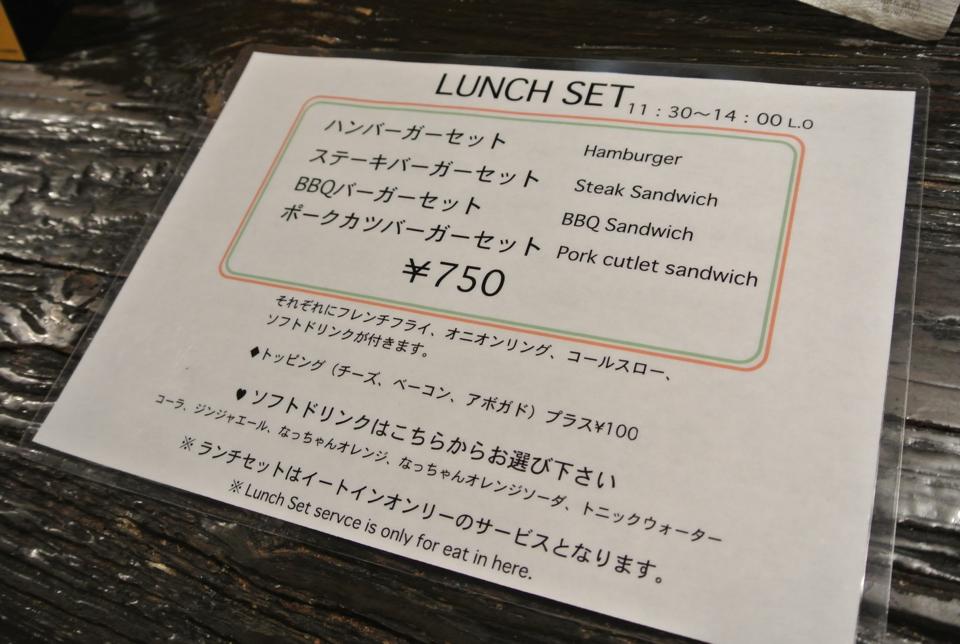 LUNCH SET 11:30～14:00 L.O
ハンバーガーセット Hamburger
ステーキバーガーセット Steak Sandwich
BBQバーガーセット BBQ Sandwich
ポークカツバーガーセット Pork cutlet sandwich
¥750
それぞれにフレンチフライ、オニオンリング、コールスロー、
ソフトドリンクが付きます。
♦トッピング（チーズ、ベーコン、アボガド）プラス¥100
♥ ソフトドリンクはこちらからお選び下さい
コーラ、ジンジャエール、なっちゃんオレンジ、なっちゃんオレンジソーダ、トニックウォーター
※ ランチセットはイートインオンリーのサービスとなります。
※ Lunch Set servce is only for eat in here.